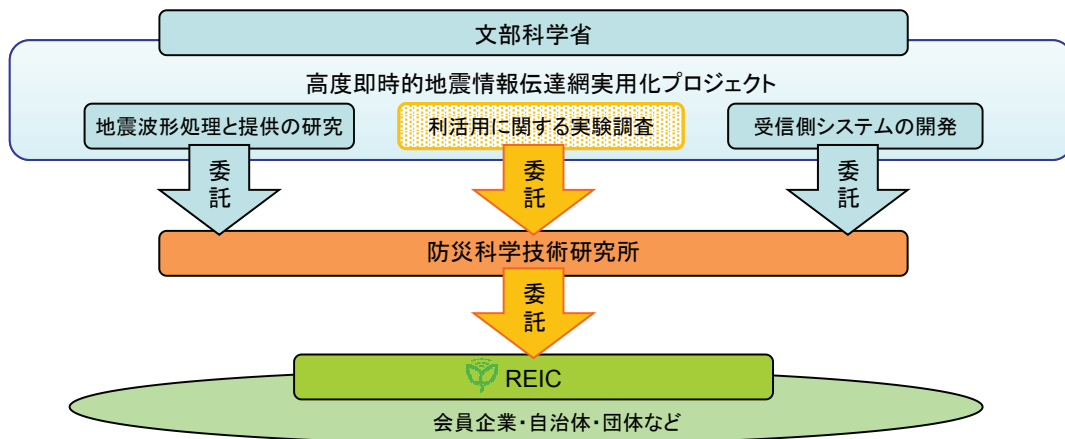 文部科学省
高度即時的地震情報伝達網実用化プロジェクト
地震波形処理と提供の研究
利活用に関する実験調査
受信側システムの開発
委託
委託
委託
防災科学技術研究所
委託
REIC
会員企業・自治体・団体など